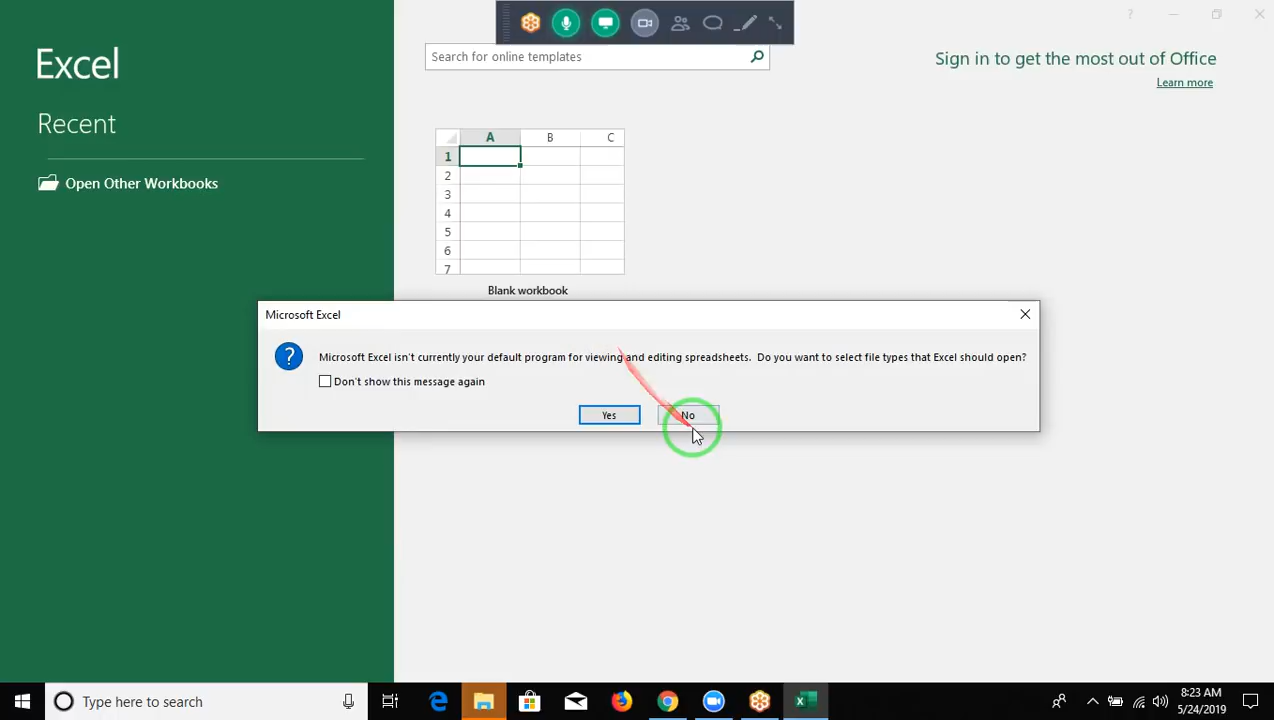 Excel
Search for online templates
Sign in to get the most out of Office
Learn more
Recent
Open Other Workbooks
A B C
1
2
3
4
5
6
7
Blank workbook
Microsoft Excel
Microsoft Excel isn't currently your default program for viewing and editing spreadsheets. Do you want to select file types that Excel should open?
Don't show this message again
Yes No
Type here to search
8:23 AM
5/24/2019